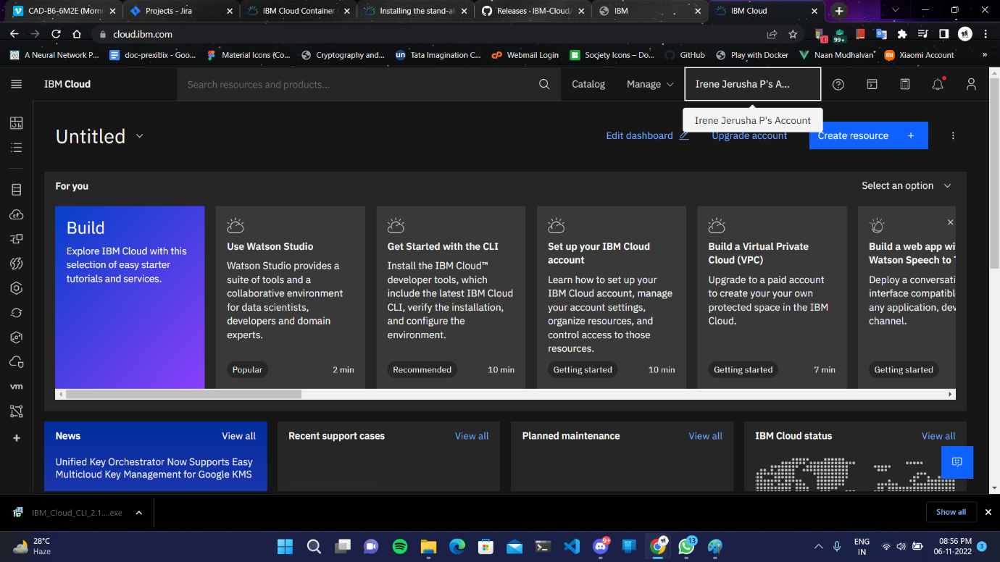 CAD-B6-6M2E (Morni
Projects - Jira
IBM Cloud Container
Installing the stand-al
Releases · IBM-Cloud/
IBM
IBM Cloud
cloud.ibm.com
99+
A Neural Network P...
doc-prexibix - Goo...
Material Icons (Co...
Cryptography and...
Tata Imagination C...
Webmail Login
Socjety Icons – Do...
GitHub
Play with Docker
Naan Mudhalvan
Xiaomi Account
»
IBM Cloud
Search resources and products...
Catalog
Manage
Irene Jerusha P's A...
Irene Jerusha P's Account
Untitled
Edit dashboard
Upgrade account
Create resource +
For you
Select an option
Build
Explore IBM Cloud with this
selection of easy starter
tutorials and services.
Use Watson Studio
Watson Studio provides a
suite of tools and a
collaborative environment
for data scientists,
developers and domain
experts.
Popular
2 min
Get Started with the CLI
Install the IBM Cloud™
developer tools, which
include the latest IBM Cloud
CLI, verify the installation,
and configure the
environment.
Recommended
10 min
Set up your IBM Cloud
account
Learn how to set up your
IBM Cloud account, manage
your account settings,
organize resources, and
control access to those
resources.
Getting started
10 min
Build a Virtual Private
Cloud (VPC)
Upgrade to a paid account
to create your your own
protected space in the IBM
Cloud.
Getting started
7 min
Build a web app wi
Watson Speech to
Deploy a conversati
interface compatibl
any application, dev
channel.
Getting started
vm
News
View all
Unified Key Orchestrator Now Supports Easy
Multicloud Key Management for Google KMS
Recent support cases
View all
Planned maintenance
View all
IBM Cloud status
View all
IBM_Cloud_CLI_2.1....exe
Show all
28°C
Haze
9+
13
ENG
IN
08:56 PM
06-11-2022
3